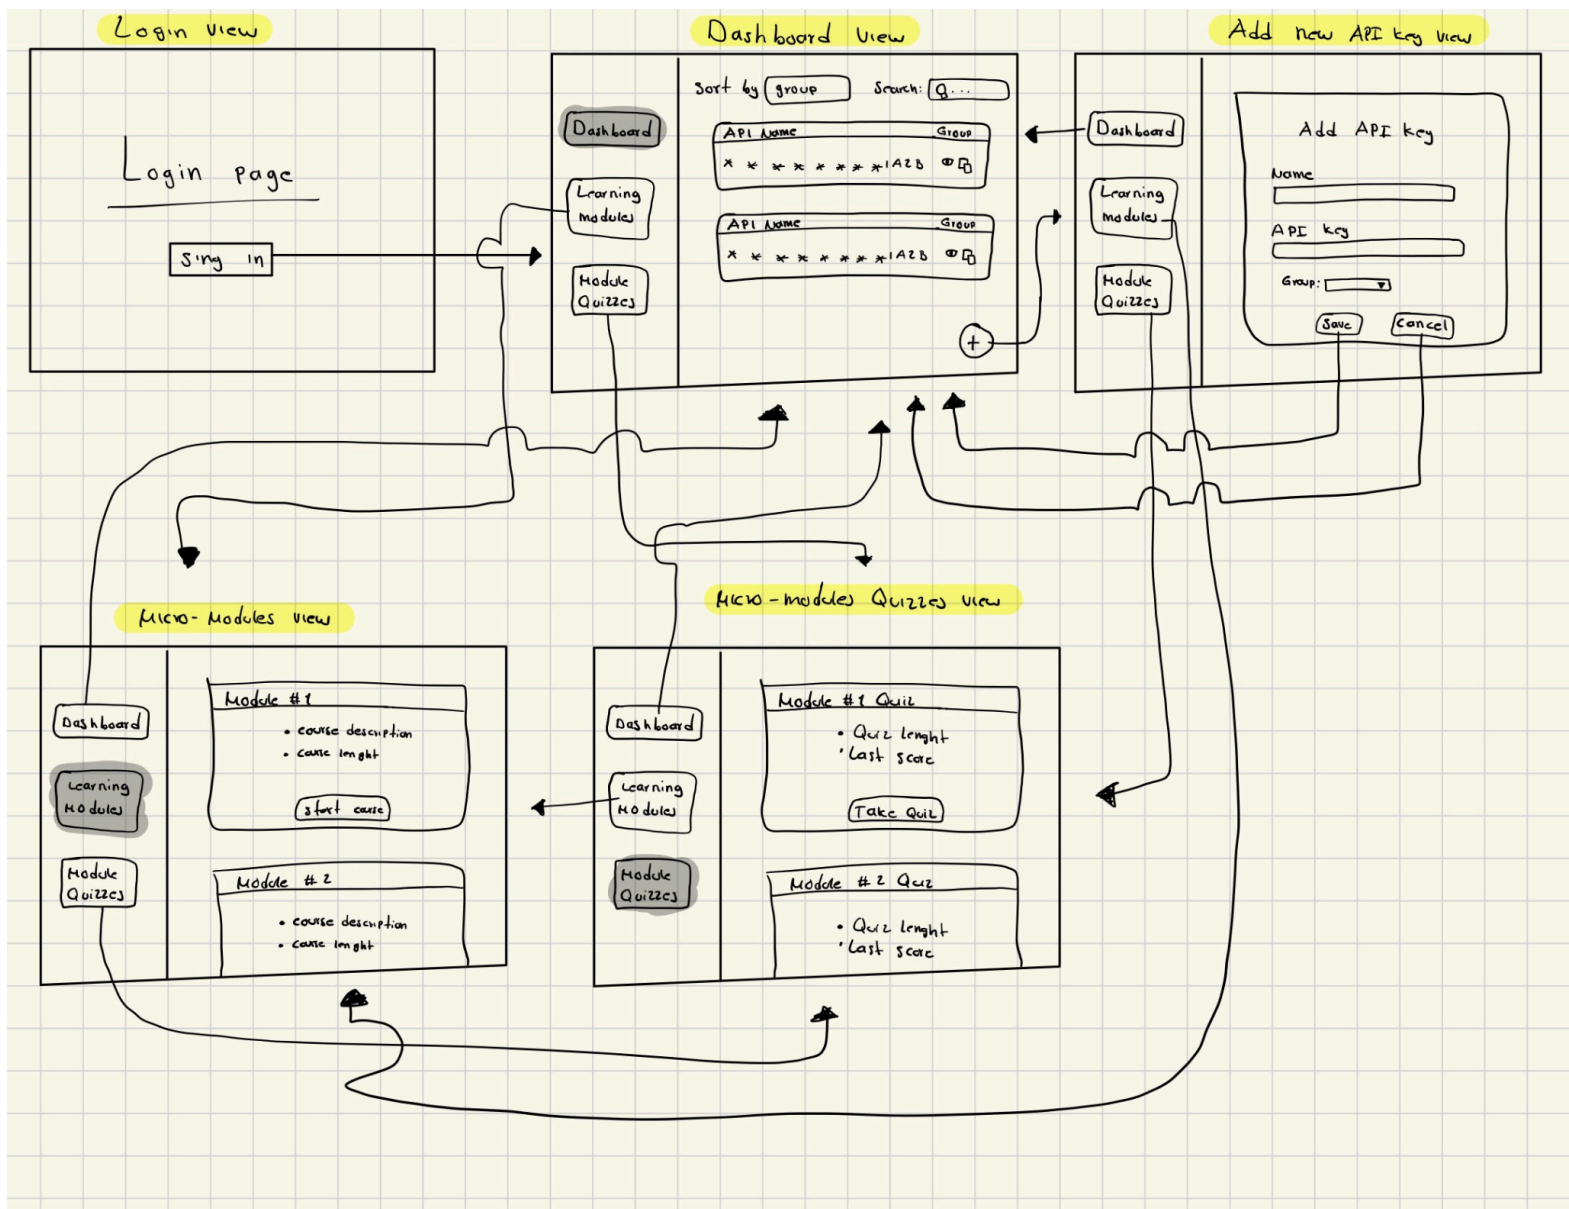 Login view
Login page
Sing in
Dashboard view
Dashboard
Learning
modules
Module
Quizzes
Sort by group Search: Q...
API Name Group
* * * * * * * 1A2B
API Name Group
* * * * * * * 1A2B
+
Add new API key view
Dashboard
Learning
modules
Module
Quizzes
Add API key
Name
API key
Group:
Save Cancel
Micro-Modules view
Dashboard
Learning
Modules
Module
Quizzes
Module #1
• course description
• course lenght
start course
Module #2
• course description
• course lenght
Micro-modules Quizzes view
Dashboard
Learning
Modules
Module
Quizzes
Module #1 Quiz
• Quiz lenght
• Last score
Take Quiz
Module #2 Quiz
• Quiz lenght
• Last score